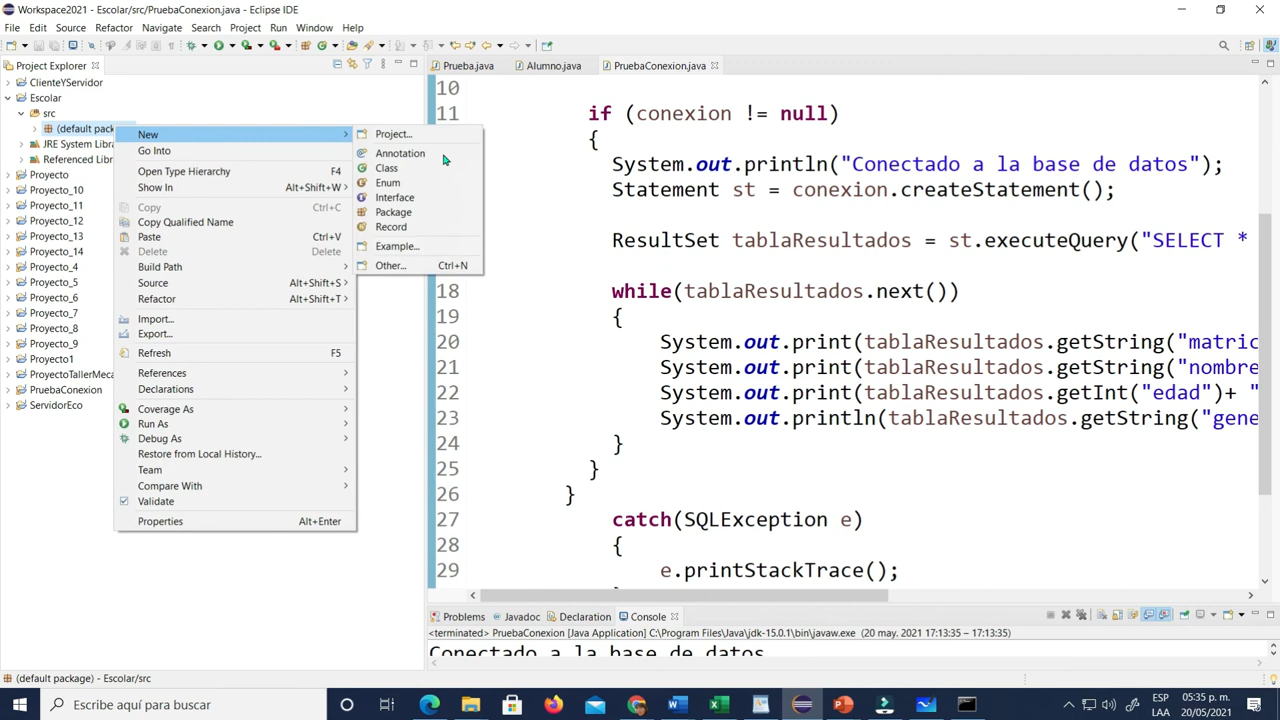 Workspace2021 - Escolar/src/PruebaConexion.java - Eclipse IDE
File Edit Source Refactor Navigate Search Project Run Window Help
Project Explorer
ClienteYServidor
Escolar
src
(default pack
JRE System Libra
Referenced Libr
Proyecto
Proyecto_10
Proyecto_11
Proyecto_12
Proyecto_13
Proyecto_14
Proyecto_4
Proyecto_5
Proyecto_6
Proyecto_7
Proyecto_8
Proyecto_9
Proyecto1
ProyectoTallerMeca
PruebaConexion
ServidorEco
New
Go Into
Open Type Hierarchy F4
Show In Alt+Shift+W
Copy Ctrl+C
Copy Qualified Name
Paste Ctrl+V
Delete Delete
Build Path
Source Alt+Shift+S
Refactor Alt+Shift+T
Import...
Export...
Refresh F5
References
Declarations
Coverage As
Run As
Debug As
Restore from Local History...
Team
Compare With
Validate
Properties Alt+Enter
Project...
Annotation
Class
Enum
Interface
Package
Record
Example...
Other... Ctrl+N
Prueba.java Alumno.java PruebaConexion.java
10
11 if (conexion != null)
{
System.out.println("Conectado a la base de datos");
Statement st = conexion.createStatement();
ResultSet tablaResultados = st.executeQuery("SELECT *
18 while(tablaResultados.next())
19 {
20 System.out.print(tablaResultados.getString("matric
21 System.out.print(tablaResultados.getString("nombre
22 System.out.print(tablaResultados.getInt("edad")+ "
23 System.out.println(tablaResultados.getString("gene
24 }
25 }
26 }
27 catch(SQLException e)
28 {
29 e.printStackTrace();
Problems Javadoc Declaration Console
<terminated> PruebaConexion [Java Application] C:\Program Files\Java\jdk-15.0.1\bin\javaw.exe (20 may. 2021 17:13:35 – 17:13:35)
Conectado a la base de datos
(default package) - Escolar/src
Escribe aquí para buscar
ESP
LAA
05:35 p. m.
20/05/2021